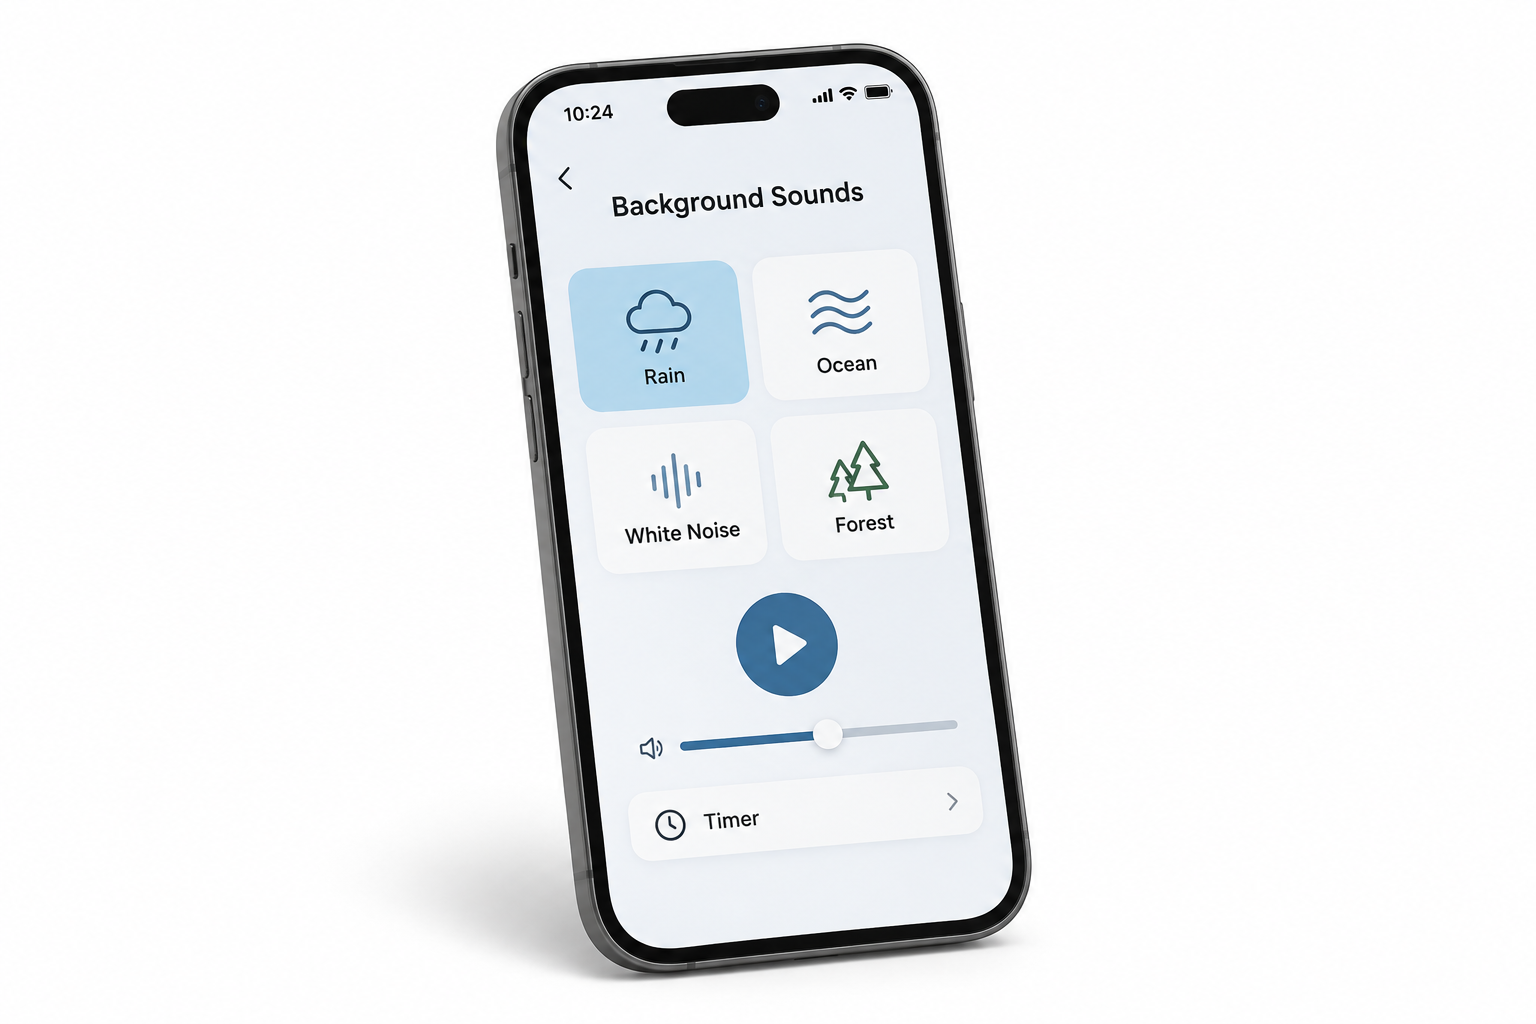 10:24
Background Sounds
Rain
Ocean
White Noise
Forest
Timer